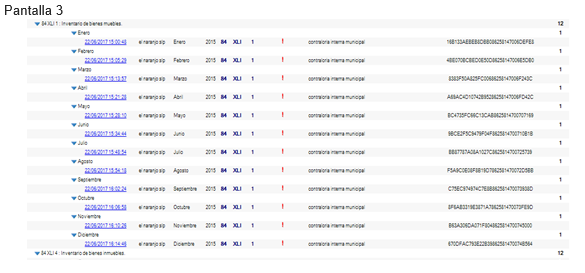 Pantalla 3
84 XLI 1 : Inventario de bienes muebles. 12
Enero 1
22/06/2017 15:00:48 el naranjo slp Enero 2015 84 XLI 1 ! contraloria interna municipal
Febrero 1
22/06/2017 15:05:29 el naranjo slp Febrero 2015 84 XLI 1 ! contraloria interna municipal
Marzo 1
22/06/2017 15:13:57 el naranjo slp Marzo 2015 84 XLI 1 ! contraloria interna municipal
Abril 1
22/06/2017 15:21:28 el naranjo slp Abril 2015 84 XLI 1 ! contraloria interna municipal
Mayo 1
22/06/2017 15:28:10 el naranjo slp Mayo 2015 84 XLI 1 ! contraloria interna municipal
Junio 1
22/06/2017 15:34:44 el naranjo slp Junio 2015 84 XLI 1 ! contraloria interna municipal
Julio 1
22/06/2017 15:48:54 el naranjo slp Julio 2015 84 XLI 1 ! contraloria interna municipal
Agosto 1
22/06/2017 15:54:18 el naranjo slp Agosto 2015 84 XLI 1 ! contraloria interna municipal
Septiembre 1
22/06/2017 16:02:24 el naranjo slp Septiembre 2015 84 XLI 1 ! contraloria interna municipal
Octubre 1
22/06/2017 16:06:58 el naranjo slp Octubre 2015 84 XLI 1 ! contraloria interna municipal
Noviembre 1
22/06/2017 16:10:28 el naranjo slp Noviembre 2015 84 XLI 1 ! contraloria interna municipal
Diciembre 1
22/06/2017 16:14:48 el naranjo slp Diciembre 2015 84 XLI 1 ! contraloria interna municipal
84 XLI 4 : Inventario de bienes inmuebles. 12